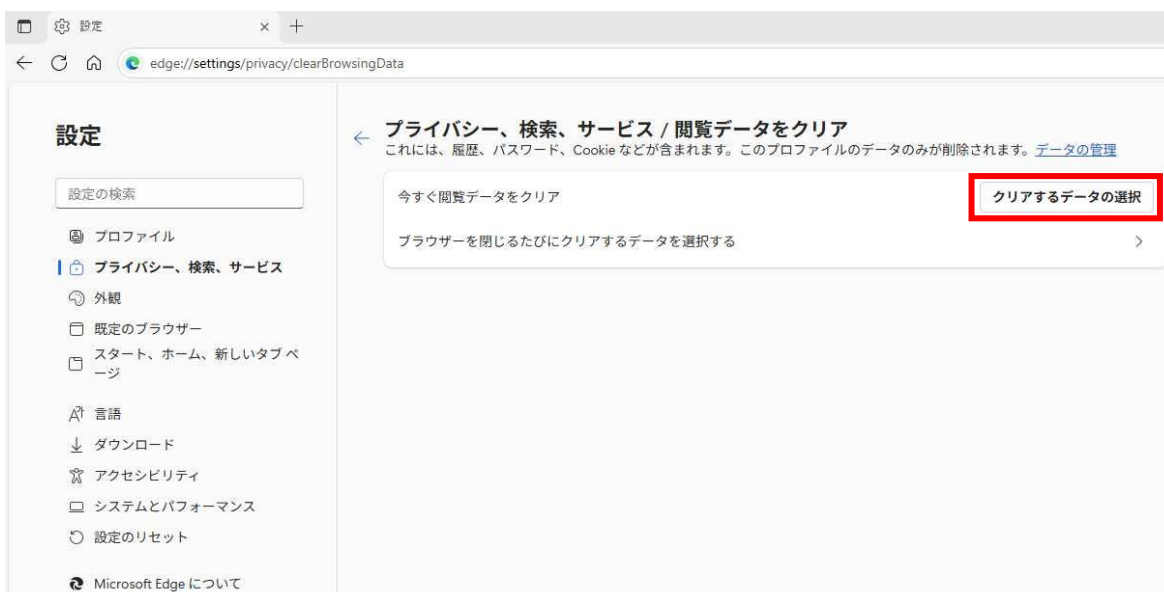 設定
edge://settings/privacy/clearBrowsingData
設定
設定の検索
プロファイル
プライバシー、検索、サービス
外観
既定のブラウザー
スタート、ホーム、新しいタブ ペ
ージ
言語
ダウンロード
アクセシビリティ
システムとパフォーマンス
設定のリセット
Microsoft Edge について
プライバシー、検索、サービス / 閲覧データをクリア
これには、履歴、パスワード、Cookie などが含まれます。このプロファイルのデータのみが削除されます。データの管理
今すぐ閲覧データをクリア
クリアするデータの選択
ブラウザーを閉じるたびにクリアするデータを選択する